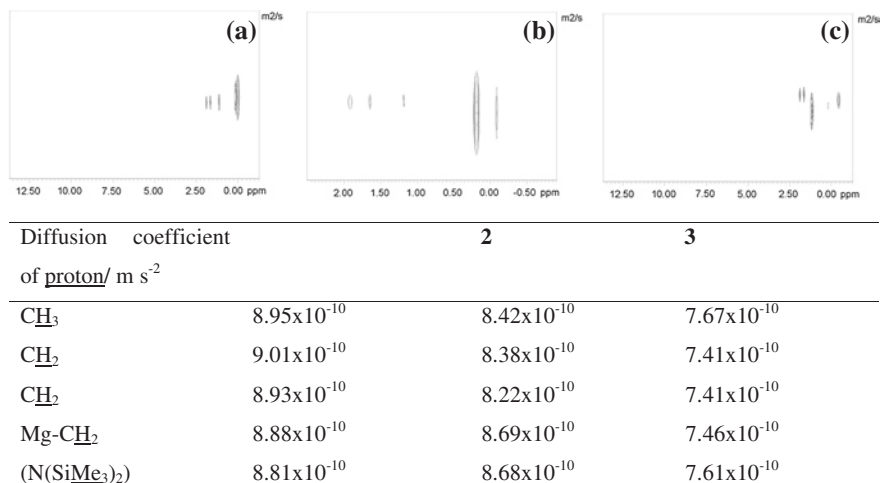 m2/s
(a)
m2/s
(b)
m2/s
(c)
12.50 10.00 7.50 5.00 2.50 0.00 ppm
2.00 1.50 1.00 0.50 0.00 -0.50 ppm
12.50 10.00 7.50 5.00 2.50 0.00 ppm
Diffusion coefficient 2 3
of proton/ m s-2
CH3 8.95x10-10 8.42x10-10 7.67x10-10
CH2 9.01x10-10 8.38x10-10 7.41x10-10
CH2 8.93x10-10 8.22x10-10 7.41x10-10
Mg-CH2 8.88x10-10 8.69x10-10 7.46x10-10
(N(SiMe3)2) 8.81x10-10 8.68x10-10 7.61x10-10